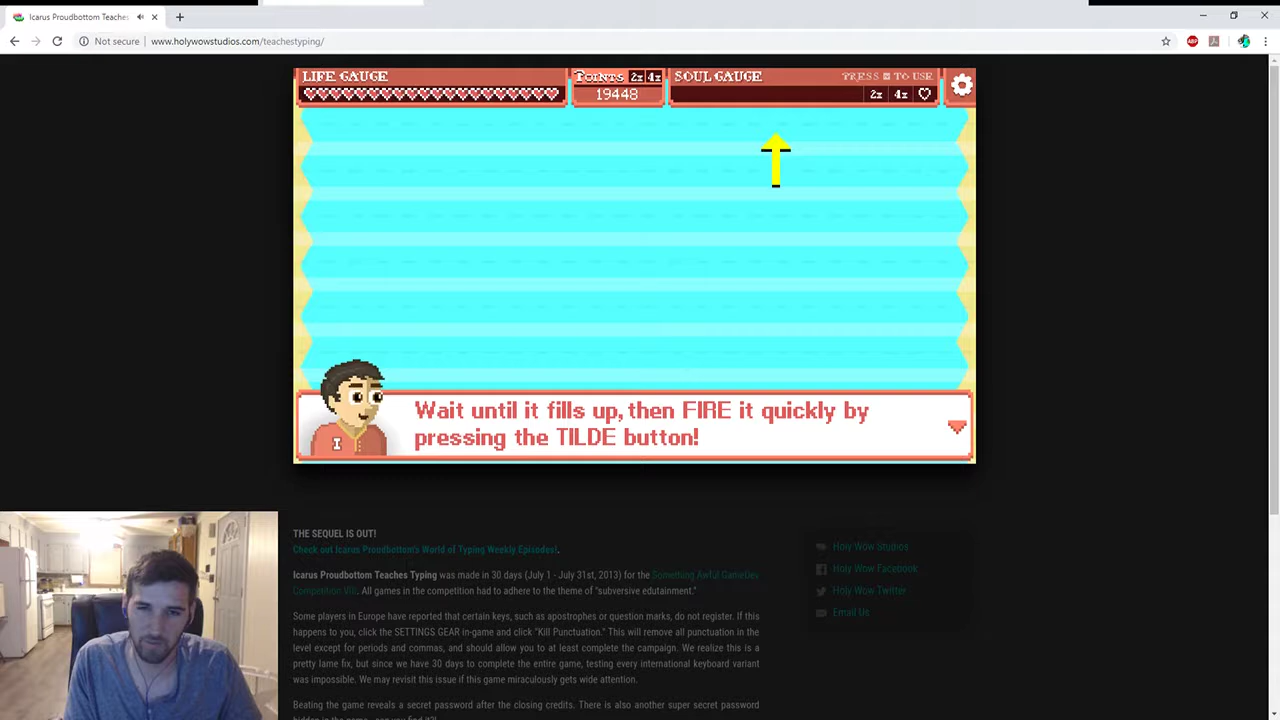 Icarus Proudbottom Teaches
Not secure
www.holywowstudios.com/teachestyping/
ABP
LIFE GAUGE
POINTS 2x 4x
19448
SOUL GAUGE
PRESS TO USE
2x 4x
Wait until it fills up, then FIRE it quickly by
pressing the TILDE button!
I
THE SEQUEL IS OUT!
Check out Icarus Proudbottom's World of Typing Weekly Episodes!.
Icarus Proudbottom Teaches Typing was made in 30 days (July 1 - July 31st, 2013) for the Something Awful GameDev
Competition VIII. All games in the competition had to adhere to the theme of "subversive edutainment."
Some players in Europe have reported that certain keys, such as apostrophes or question marks, do not register. If this
happens to you, click the SETTINGS GEAR in-game and click "Kill Punctuation." This will remove all punctuation in the
level except for periods and commas, and should allow you to at least complete the campaign. We realize this is a
pretty lame fix, but since we have 30 days to complete the entire game, testing every international keyboard variant
was impossible. We may revisit this issue if this game miraculously gets wide attention.
Beating the game reveals a secret password after the closing credits. There is also another super secret password
Holy Wow Studios
Holy Wow Facebook
Holy Wow Twitter
Email Us